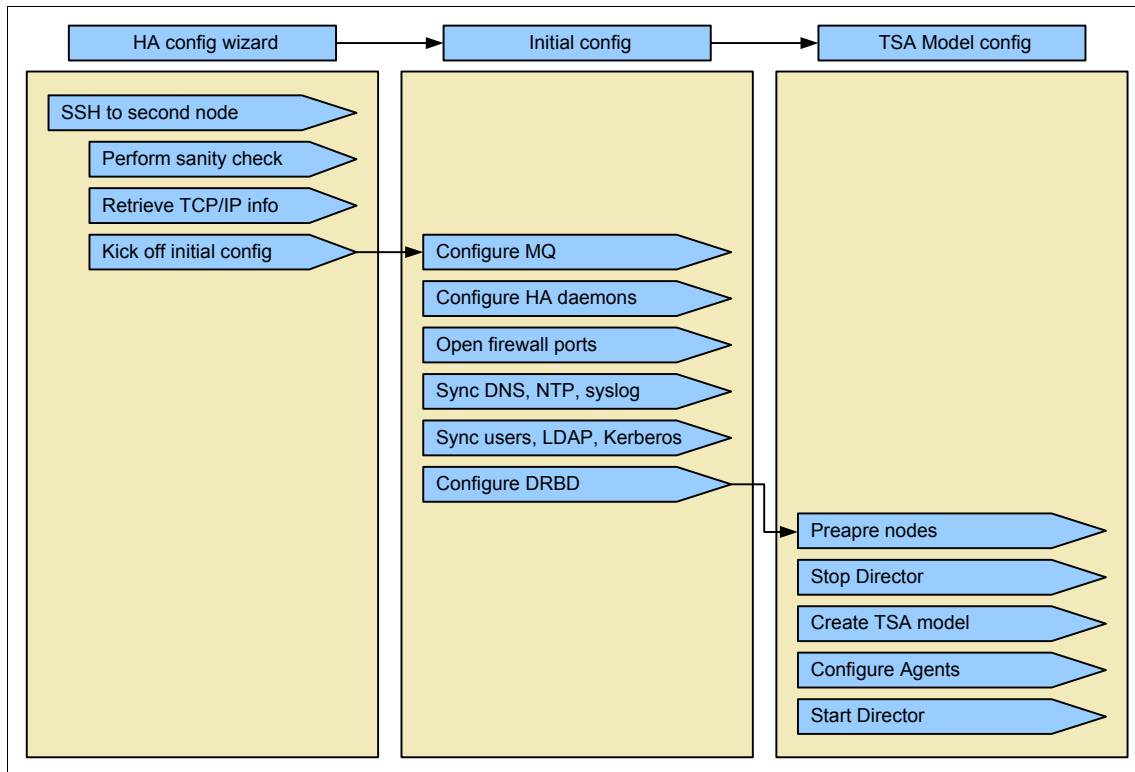 HA config wizard
Initial config
TSA Model config
SSH to second node
Perform sanity check
Retrieve TCP/IP info
Kick off initial config
Configure MQ
Configure HA daemons
Open firewall ports
Sync DNS, NTP, syslog
Sync users, LDAP, Kerberos
Configure DRBD
Preapre nodes
Stop Director
Create TSA model
Configure Agents
Start Director